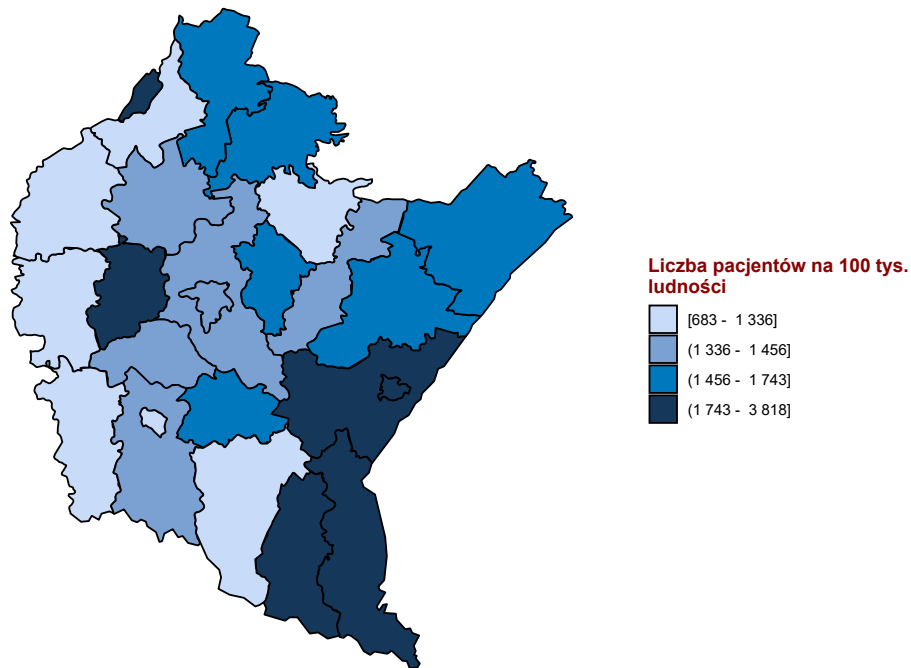 Liczba pacjentów na 100 tys.
ludności
[683 - 1 336]
(1 336 - 1 456]
(1 456 - 1 743]
(1 743 - 3 818]